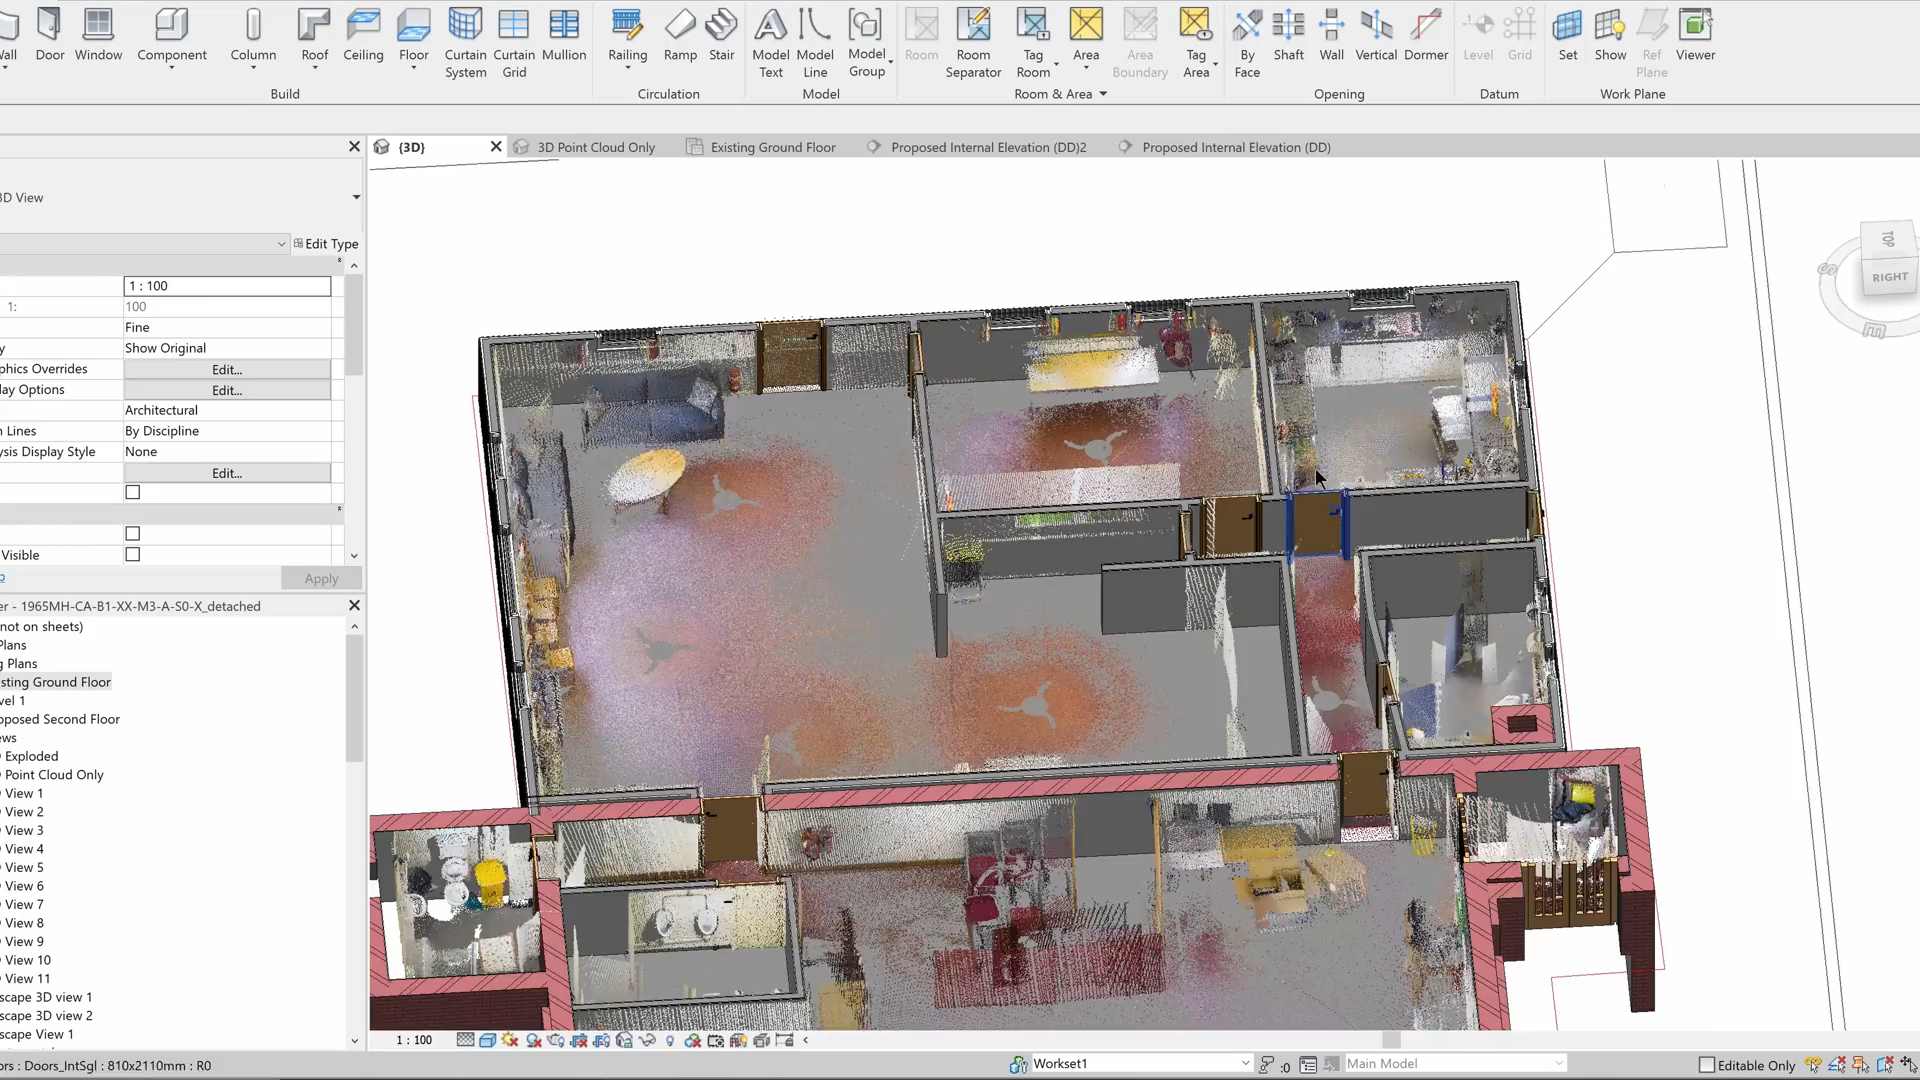 Wall Door Window Component Column Roof Ceiling Floor Curtain System Curtain Grid Mullion Railing Ramp Stair Model Text Model Line Model Group Room Room Separator Tag Room Area Area Boundary Tag Area By Face Shaft Wall Vertical Dormer Level Grid Set Show Ref Plane Viewer
Build Circulation Model Room & Area Opening Datum Work Plane
{3D} 3D Point Cloud Only Existing Ground Floor Proposed Internal Elevation (DD)2 Proposed Internal Elevation (DD)
3D View
Edit Type
1 : 100
1: 100
Fine
y Show Original
phics Overrides Edit...
lay Options Edit...
Architectural
n Lines By Discipline
ysis Display Style None
Edit...
Visible
p Apply
er - 1965MH-CA-B1-XX-M3-A-S0-X_detached
not on sheets)
Plans
g Plans
sting Ground Floor
vel 1
oposed Second Floor
ews
Exploded
Point Cloud Only
View 1
View 2
View 3
View 4
View 5
View 6
View 7
View 8
View 9
View 10
View 11
scape 3D view 1
scape 3D view 2
scape View 1
TOP
RIGHT
1 : 100
ors : Doors_IntSgl : 810x2110mm : R0
Workset1
:0
Main Model
Editable Only